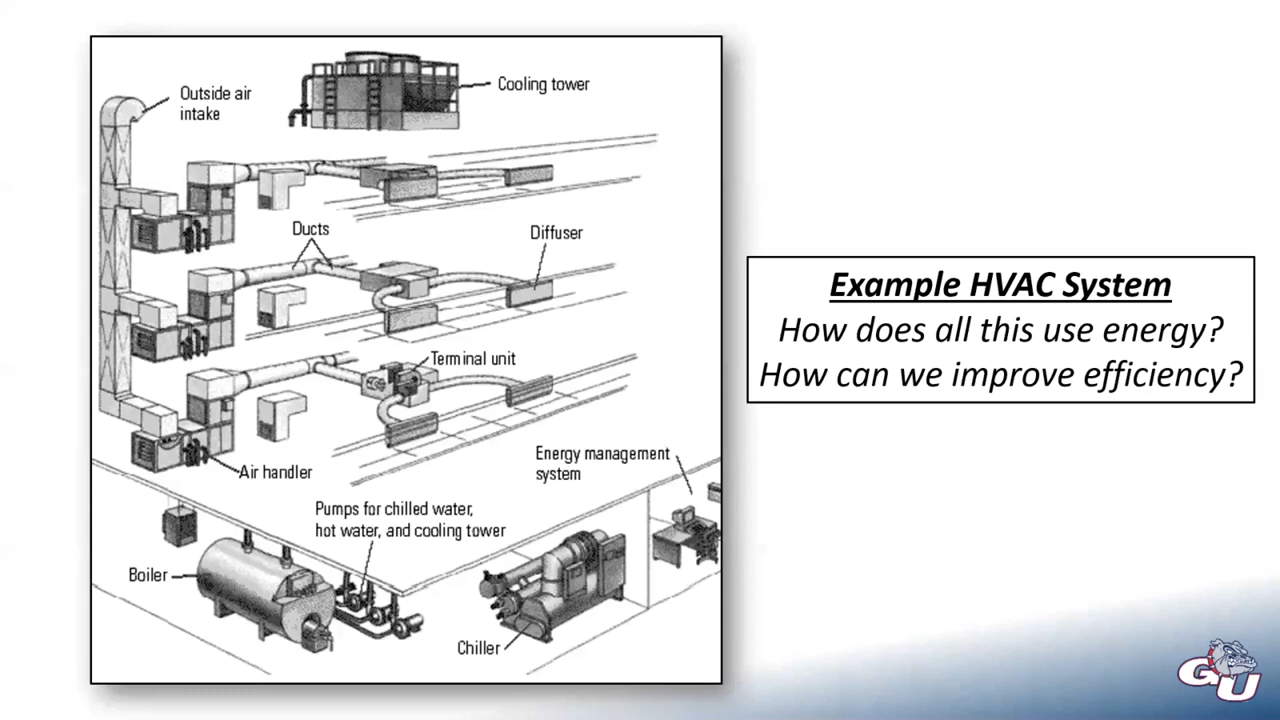 Cooling tower
Outside air
intake
Ducts
Diffuser
Terminal unit
Air handler
Energy management
system
Pumps for chilled water,
hot water, and cooling tower
Boiler
Chiller
Example HVAC System
How does all this use energy?
How can we improve efficiency?
GU